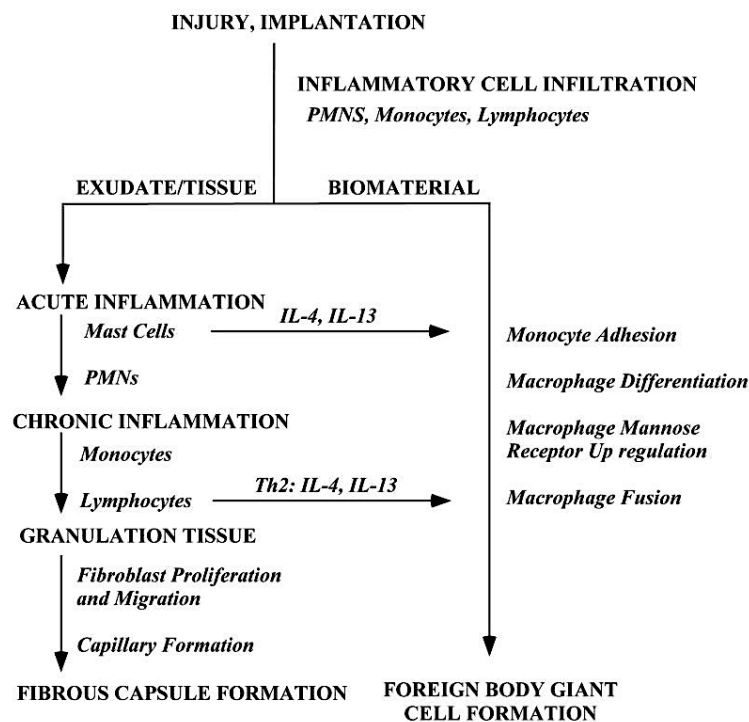 INJURY, IMPLANTATION
INFLAMMATORY CELL INFILTRATION
PMNS, Monocytes, Lymphocytes
EXUDATE/TISSUE
BIOMATERIAL
ACUTE INFLAMMATION
Mast Cells
IL-4, IL-13
PMNs
CHRONIC INFLAMMATION
Monocytes
Lymphocytes
Th2: IL-4, IL-13
GRANULATION TISSUE
Fibroblast Proliferation
and Migration
Capillary Formation
FIBROUS CAPSULE FORMATION
Monocyte Adhesion
Macrophage Differentiation
Macrophage Mannose
Receptor Up regulation
Macrophage Fusion
FOREIGN BODY GIANT
CELL FORMATION